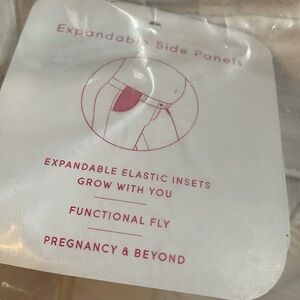 Expandable Side Panels
EXPANDABLE ELASTIC INSETS
GROW WITH YOU
FUNCTIONAL FLY
PREGNANCY & BEYOND